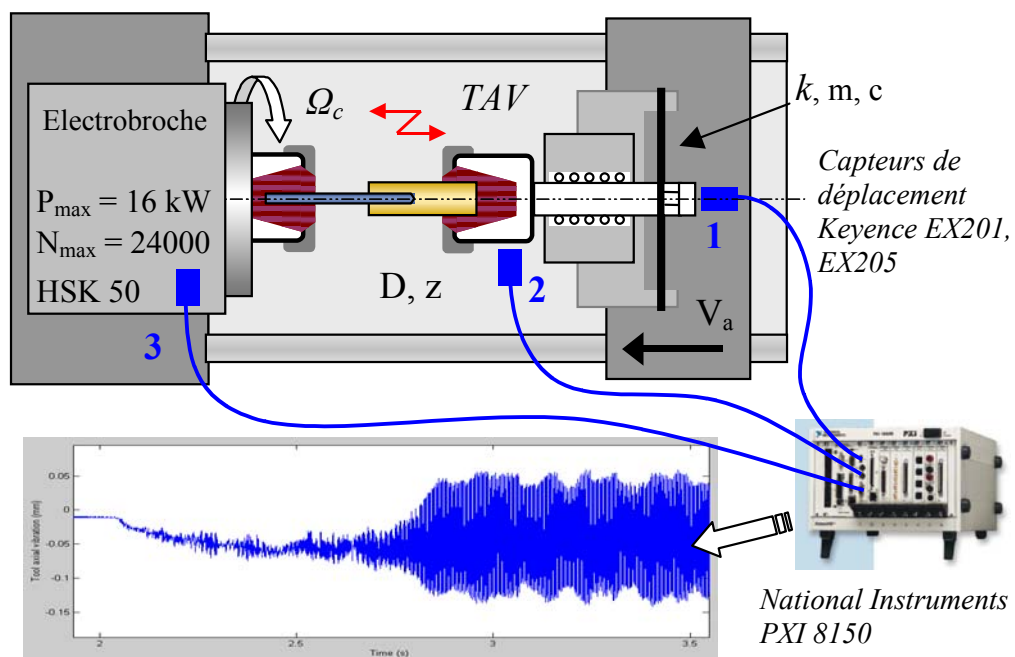 Electrobroche
P_max = 16 kW
N_max = 24000
HSK 50
Ω_c
TAV
k, m, c
Capteurs de
déplacement
Keyence EX201,
EX205
1
2
D, z
3
V_a
Tool axial vibration (mm)
0.05
0
-0.05
-0.1
-0.15
2
2.5
3
3.5
Time (s)
PXI
National Instruments
PXI 8150